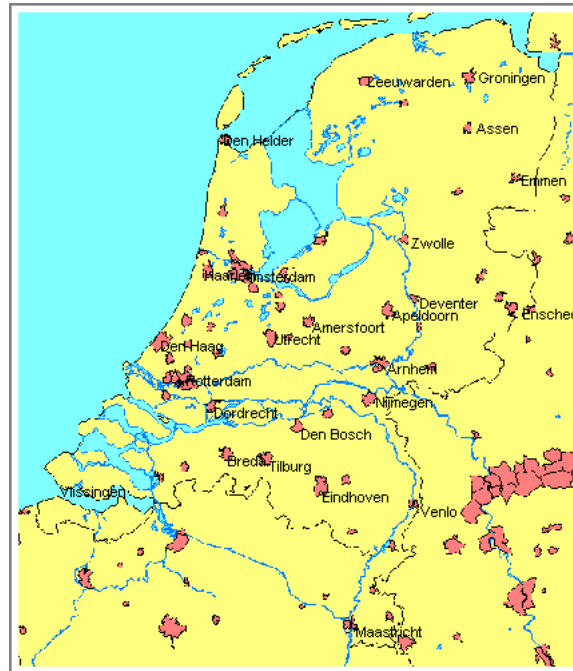 Leeuwarden
Groningen
Assen
Den Helder
Emmen
Zwolle
Haarlem
Amsterdam
Deventer
Apeldoorn
Enschede
Amersfoort
Utrecht
Den Haag
Arnhem
Rotterdam
Nijmegen
Dordrecht
Den Bosch
Breda
Tilburg
Eindhoven
Vlissingen
Venlo
Maastricht